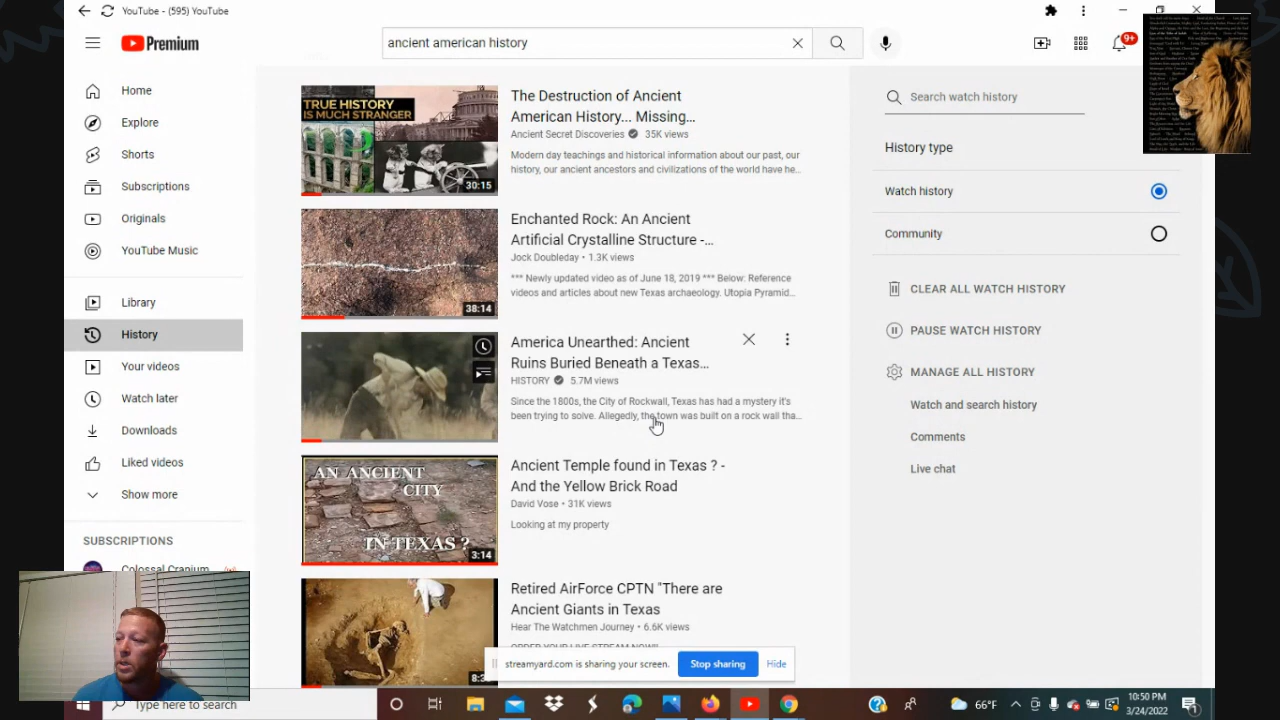 YouTube - (595) YouTube
Premium
ancient american history
9+
Home
Explore
Shorts
Subscriptions
Originals
YouTube Music
Library
History
Your videos
Watch later
Downloads
Liked videos
Show more
SUBSCRIPTIONS
Colossal Cranium
TRUE HISTORY
IS MUCH STRANGER
30:15
The Destruction of Ancient
American History... Missing...
Ancient Secret Discoveries 35K views
Modern day teachings and historical information about our past, our
history, our ancient ancestors and civilizations of the world have he...
38:14
Enchanted Rock: An Ancient
Artificial Crystalline Structure -...
Jock Doubleday • 1.3K views
*** Newly updated video as of June 18, 2019 *** Below: Reference
videos and articles about new Texas archaeology. Utopia Pyramid...
America Unearthed: Ancient
Ruins Buried Beneath a Texas...
HISTORY 5.7M views
Since the 1800s, the City of Rockwall, Texas has had a mystery it's
been trying to solve. Allegedly, the town was built on a rock wall tha...
AN ANCIENT
CITY
IN TEXAS ?
3:14
Ancient Temple found in Texas ? -
And the Yellow Brick Road
David Vose • 31K views
Looking at my property
Retired AirForce CPTN "There are
Ancient Giants in Texas
Hear The Watchmen Journey • 6.6K views
streamyard.com is sharing your screen.
Stop sharing
Hide
Search watch history
History type
Watch history
Community
CLEAR ALL WATCH HISTORY
PAUSE WATCH HISTORY
MANAGE ALL HISTORY
Watch and search history
Comments
Live chat
Type here to search
66°F
10:50 PM
3/24/2022